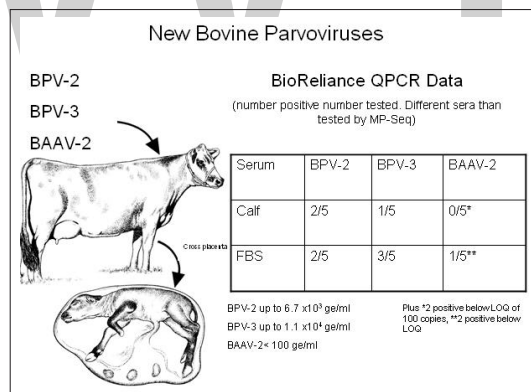 New Bovine Parvoviruses
BPV-2
BPV-3
BAAV-2
BioReliance QPCR Data
(number positive number tested. Different sera than
tested by MP-Seq)
Serum BPV-2 BPV-3 BAAV-2
Calf 2/5 1/5 0/5*
FBS 2/5 3/5 1/5**
Cross placenta
BPV-2 up to 6.7 x10³ ge/ml
BPV-3 up to 1.1 x10⁴ ge/ml
BAAV-2< 100 ge/ml
Plus *2 positive below LOQ of
100 copies, **2 positive below
LOQ